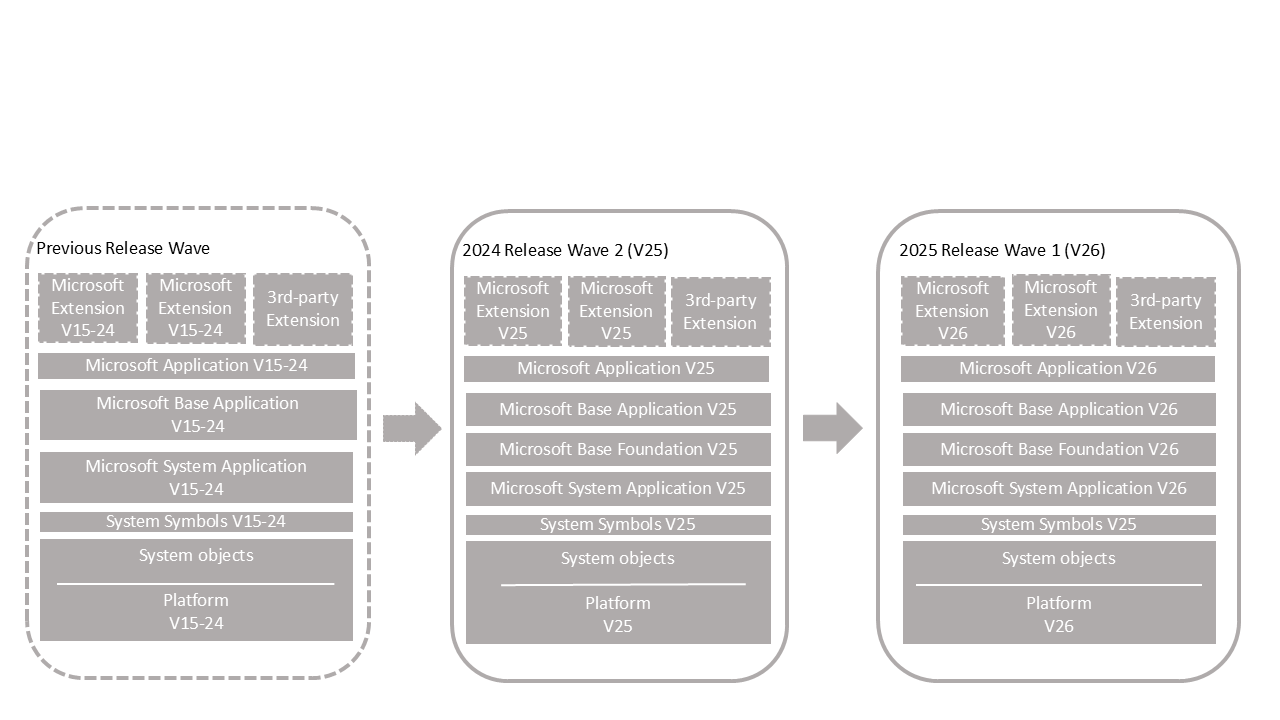 Previous Release Wave
Microsoft
Extension
V15-24
Microsoft
Extension
V15-24
3rd-party
Extension
Microsoft Application V15-24
Microsoft Base Application
V15-24
Microsoft System Application
V15-24
System Symbols V15-24
System objects
Platform
V15-24
2024 Release Wave 2 (V25)
Microsoft
Extension
V25
Microsoft
Extension
V25
3rd-party
Extension
Microsoft Application V25
Microsoft Base Application V25
Microsoft Base Foundation V25
Microsoft System Application V25
System Symbols V25
System objects
Platform
V25
2025 Release Wave 1 (V26)
Microsoft
Extension
V26
Microsoft
Extension
V26
3rd-party
Extension
Microsoft Application V26
Microsoft Base Application V26
Microsoft Base Foundation V26
Microsoft System Application V26
System Symbols V25
System objects
Platform
V26